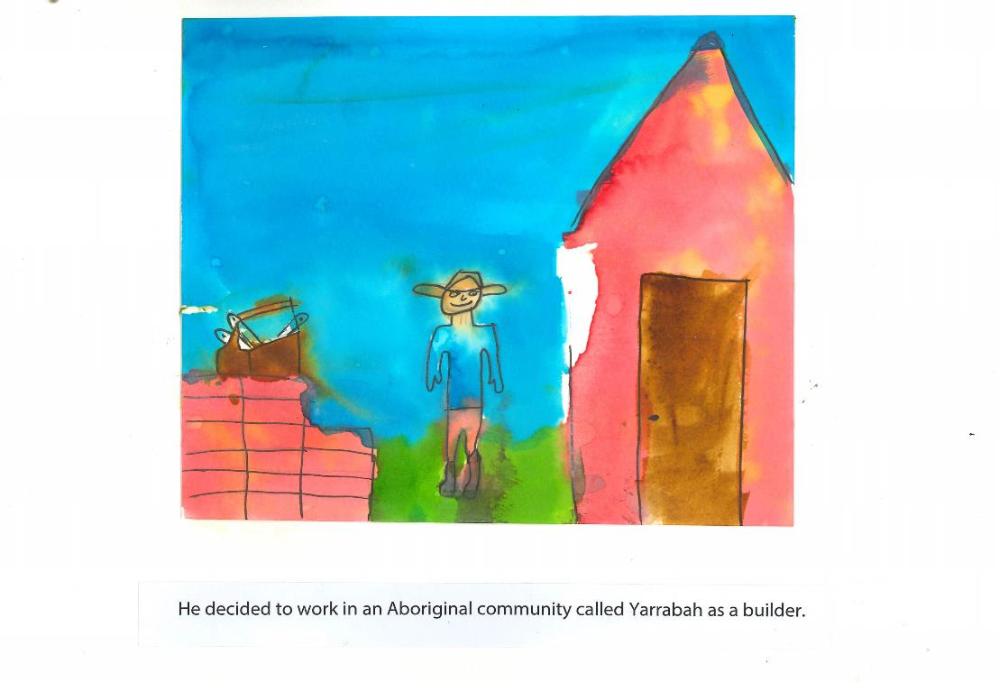 He decided to work in an Aboriginal community called Yarrabah as a builder.